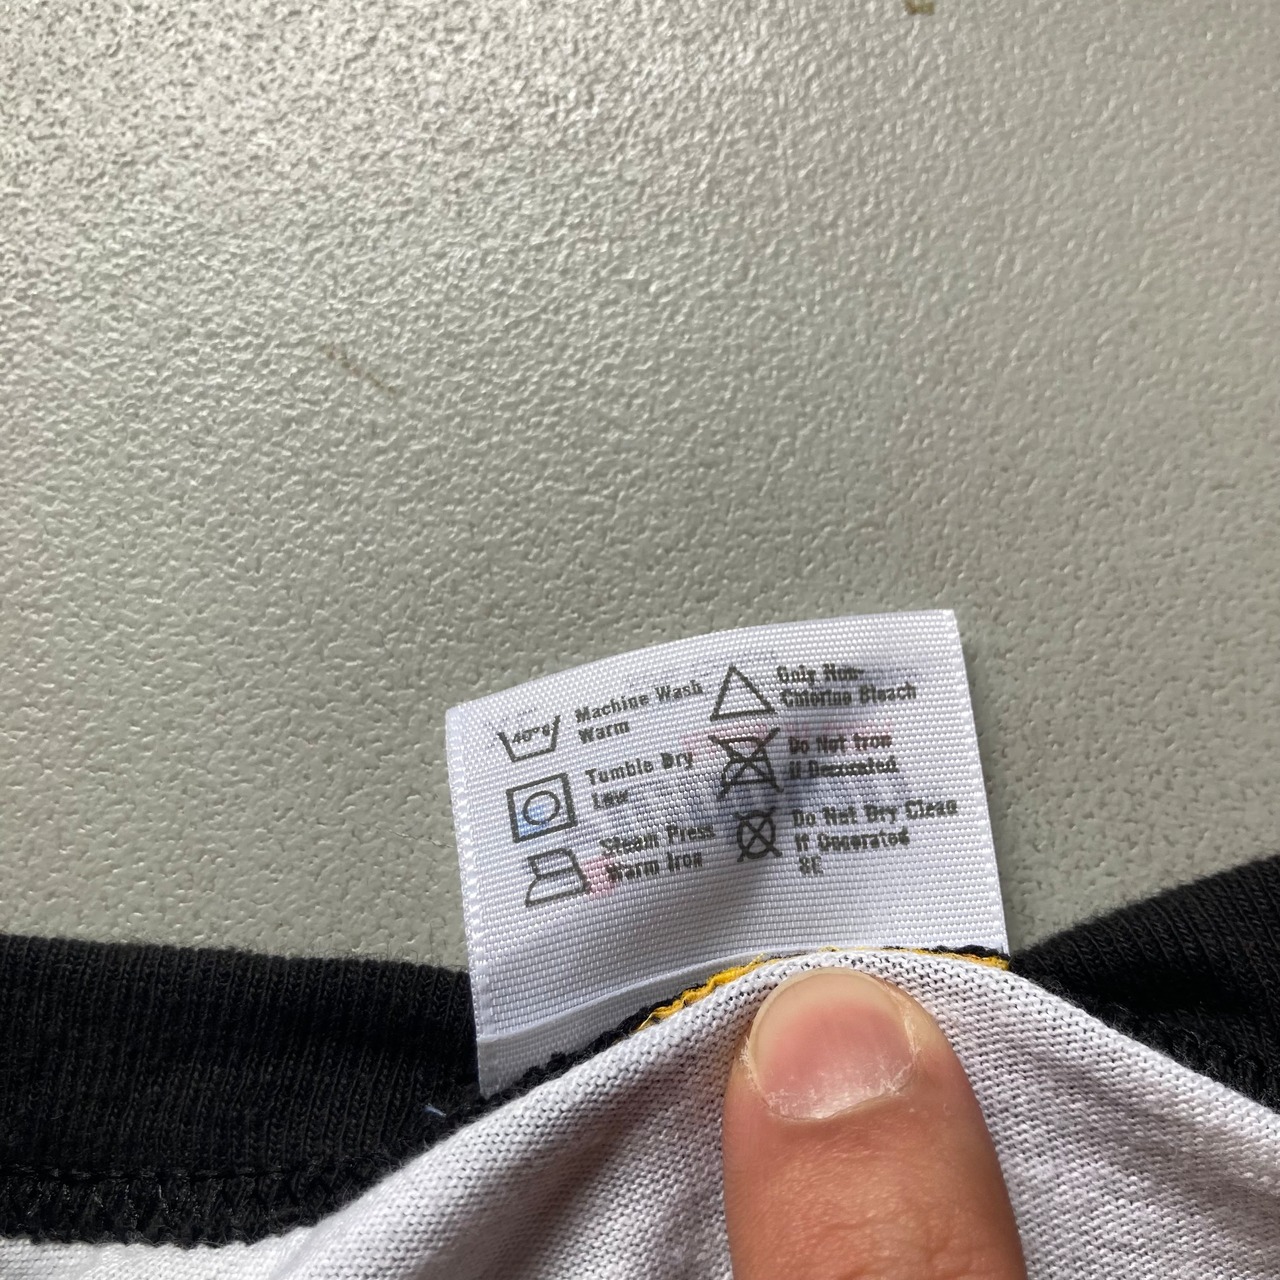 Machine Wash
Warm
Tumble Dry
Low
Steam Press
Warm Iron
Only Non-
Chlorine Bleach
Do Not Iron
If Decorated
Do Not Dry Clean
If Decorated